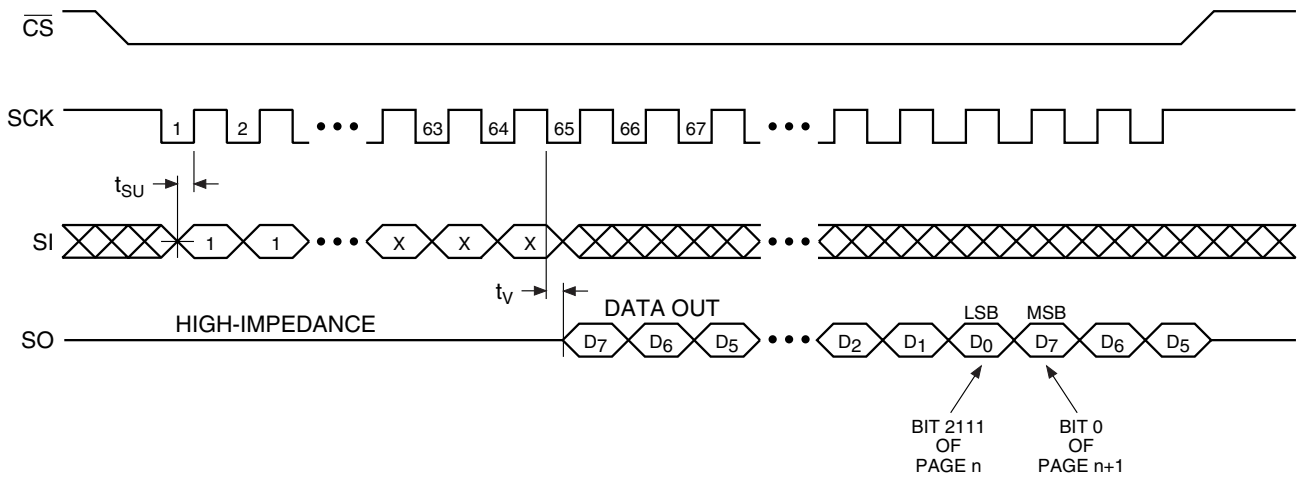 CS
SCK 1 2 • • • 63 64 65 66 67 • • •
tSU
SI 1 1 • • • X X X • • •
tV
HIGH-IMPEDANCE DATA OUT LSB MSB
SO D7 D6 D5 • • • D2 D1 D0 D7 D6 D5
BIT 2111 BIT 0
OF OF
PAGE n PAGE n+1